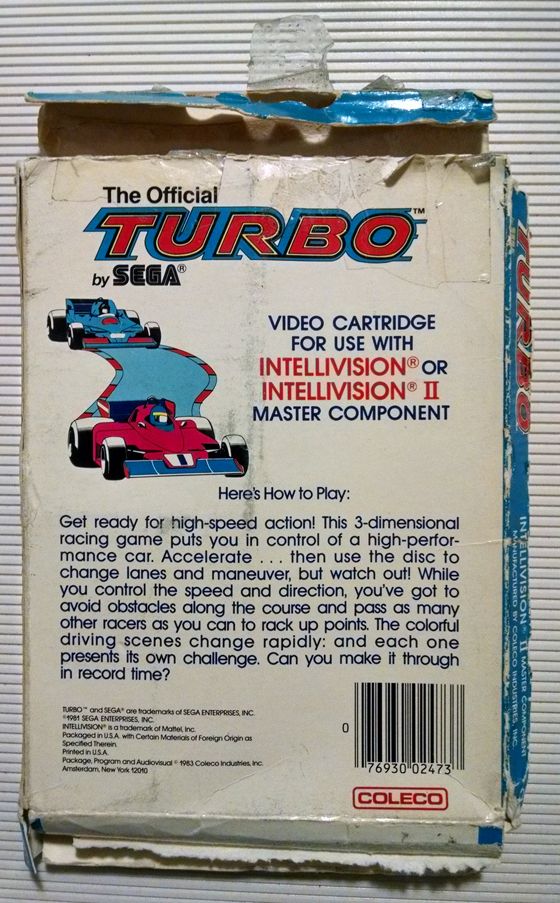 The Official
TURBO™
by SEGA®
VIDEO CARTRIDGE
FOR USE WITH
INTELLIVISION® OR
INTELLIVISION® II
MASTER COMPONENT
Here's How to Play:
Get ready for high-speed action! This 3-dimensional
racing game puts you in control of a high-perfor-
mance car. Accelerate . . . then use the disc to
change lanes and maneuver, but watch out! While
you control the speed and direction, you've got to
avoid obstacles along the course and pass as many
other racers as you can to rack up points. The colorful
driving scenes change rapidly: and each one
presents its own challenge. Can you make it through
in record time?
TURBO™ and SEGA® are trademarks of SEGA ENTERPRISES, INC.
©1981 SEGA ENTERPRISES, INC.
INTELLIVISION® is a trademark of Mattel, Inc.
Packaged in U.S.A. with Certain Materials of Foreign Origin as
Specified Therein.
Printed in U.S.A.
Package, Program and Audiovisual © 1983 Coleco Industries, Inc.
Amsterdam, New York 12010
0
76930 02473
COLECO
TURBO
INTELLIVISION® II MASTER COMPONENT
MANUFACTURED BY COLECO INDUSTRIES, INC.